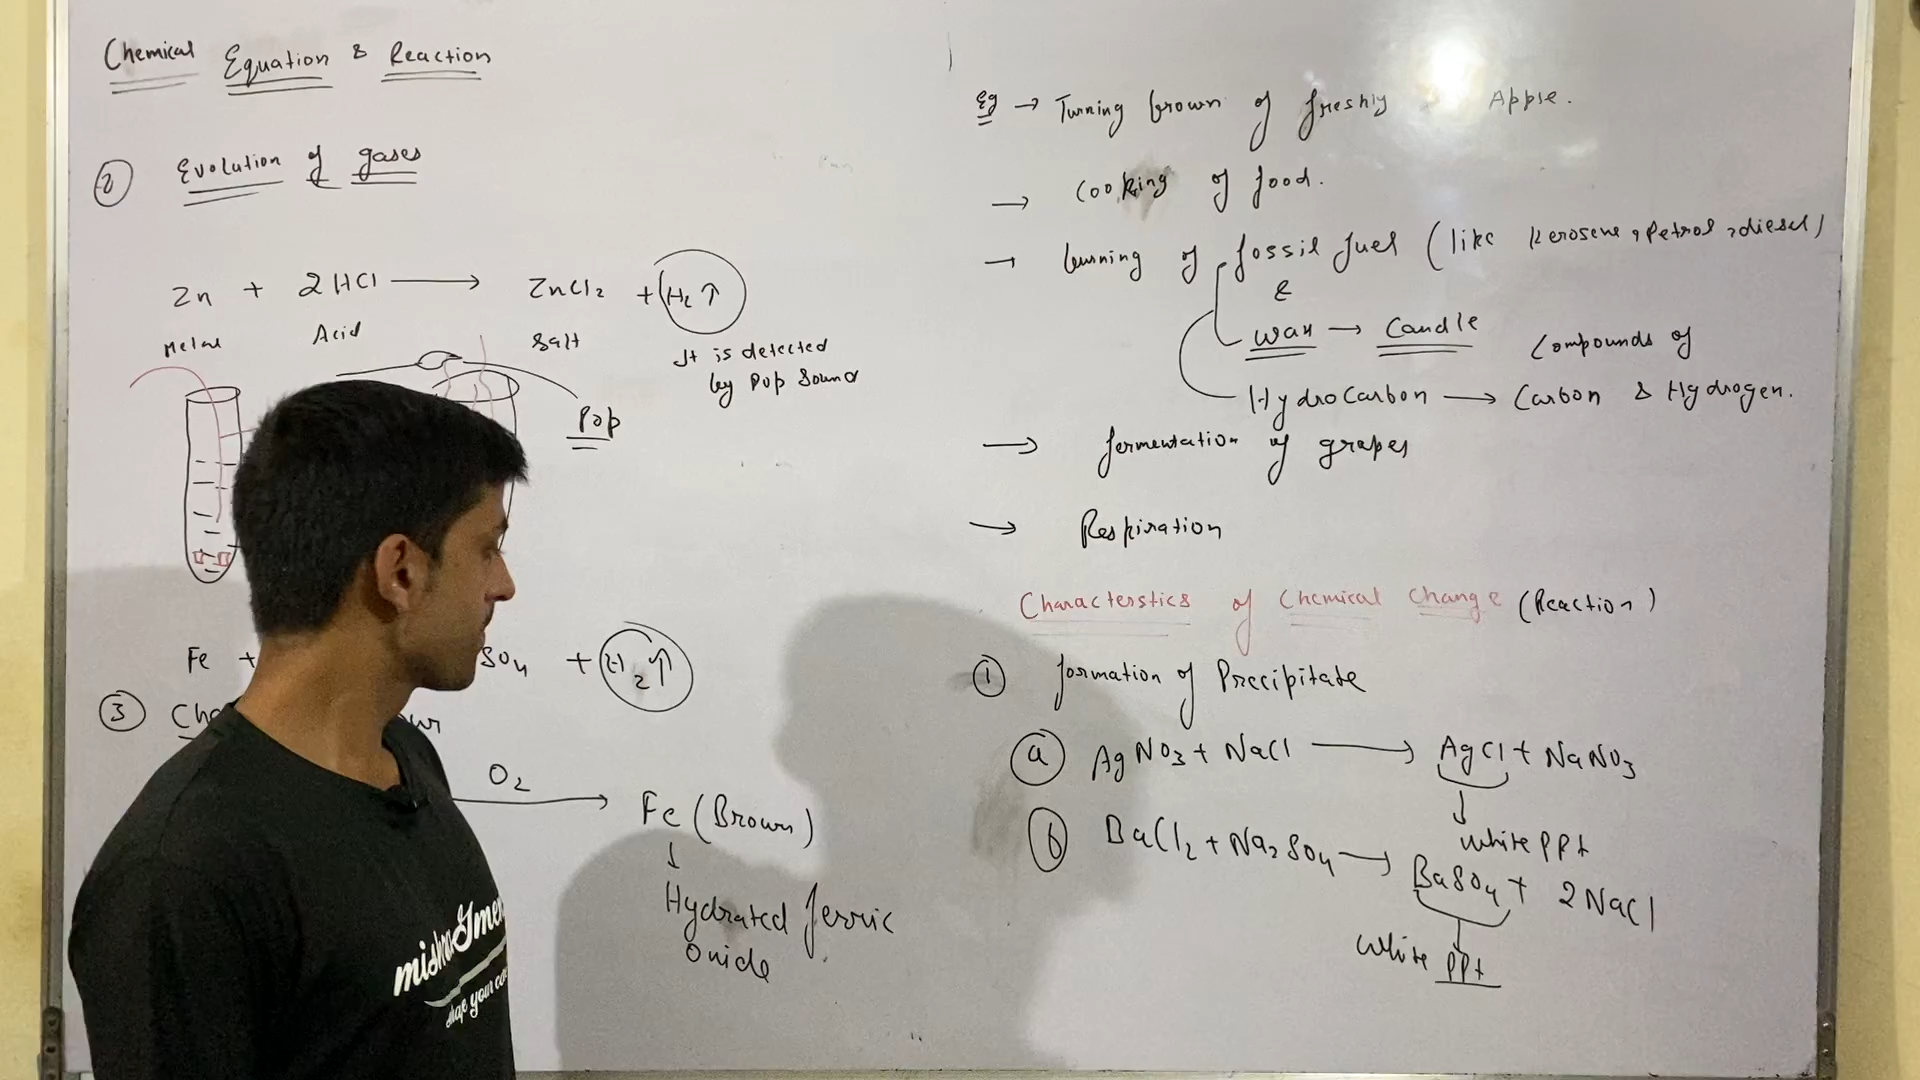 Chemical Equation & Reaction
② Evolution of gases
Zn + 2HCl → ZnCl2 + H2 ↑
Metal Acid Salt
It is detected
by Pop Sound
Pop
Fe + SO4 + H2 ↑
③
O2
Fe (Brown)
↓
Hydrated ferric
Oxide
mishra
shape your
Eg → Turning brown of freshly Apple.
→ Cooking of food.
→ burning of fossil fuel (like Kerosene, Petrol, diesel)
&
Wax → Candle
Compounds of
Hydrocarbon → Carbon & Hydrogen.
→ fermentation of grapes
→ Respiration
Characterstics of Chemical Change (Reaction)
① formation of Precipitate
ⓐ AgNO3 + NaCl → AgCl + NaNO3
↓
White PPt
ⓑ BaCl2 + Na2SO4 → BaSO4 + 2NaCl
↓
White PPt